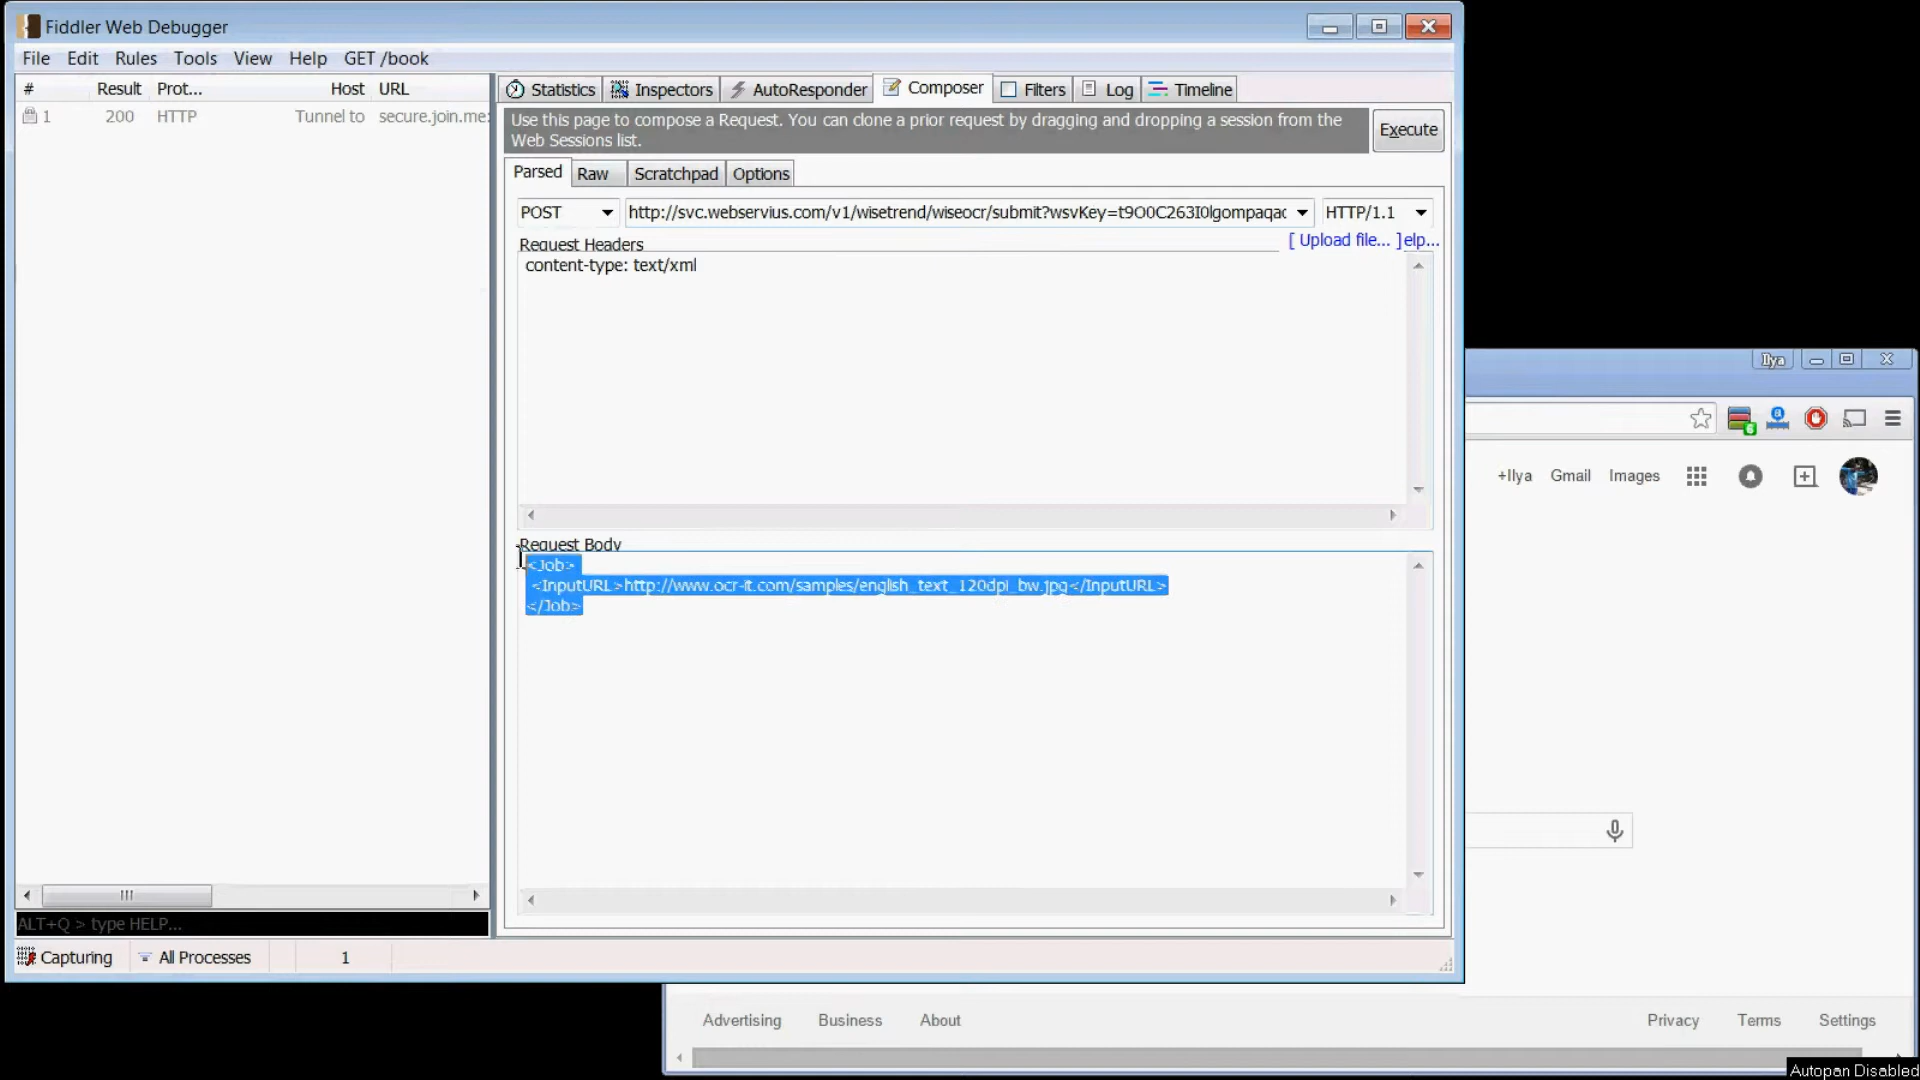 Fiddler Web Debugger
File Edit Rules Tools View Help GET /book
# Result Prot... Host URL
1 200 HTTP Tunnel to secure.join.me:
Statistics Inspectors AutoResponder Composer Filters Log Timeline
Use this page to compose a Request. You can clone a prior request by dragging and dropping a session from the
Web Sessions list.
Execute
Parsed Raw Scratchpad Options
POST http://svc.webservius.com/v1/wisetrend/wiseocr/submit?wsvKey= HTTP/1.1
Request Headers [ Upload file... ]elp...
content-type: text/xml
Request Body
<Job>
<InputURL>http://www.ocr-it.com/samples/english_text_120dpi_bw.jpg</InputURL>
</Job>
ALT+Q > type HELP...
Capturing All Processes 1
Ilya
+Ilya Gmail Images
Advertising Business About Privacy Terms Settings
Autopan Disabled